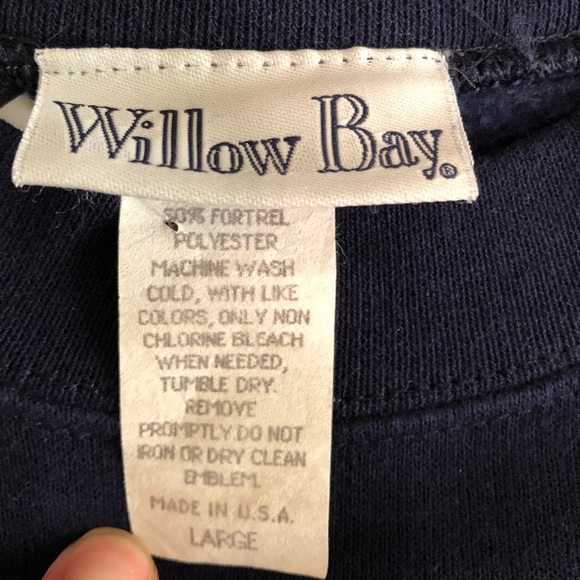 Willow Bay®
50% FORTREL
POLYESTER
MACHINE WASH
COLD, WITH LIKE
COLORS, ONLY NON
CHLORINE BLEACH
WHEN NEEDED,
TUMBLE DRY.
REMOVE
PROMPTLY. DO NOT
IRON OR DRY CLEAN
EMBLEM.
MADE IN U.S.A.
LARGE